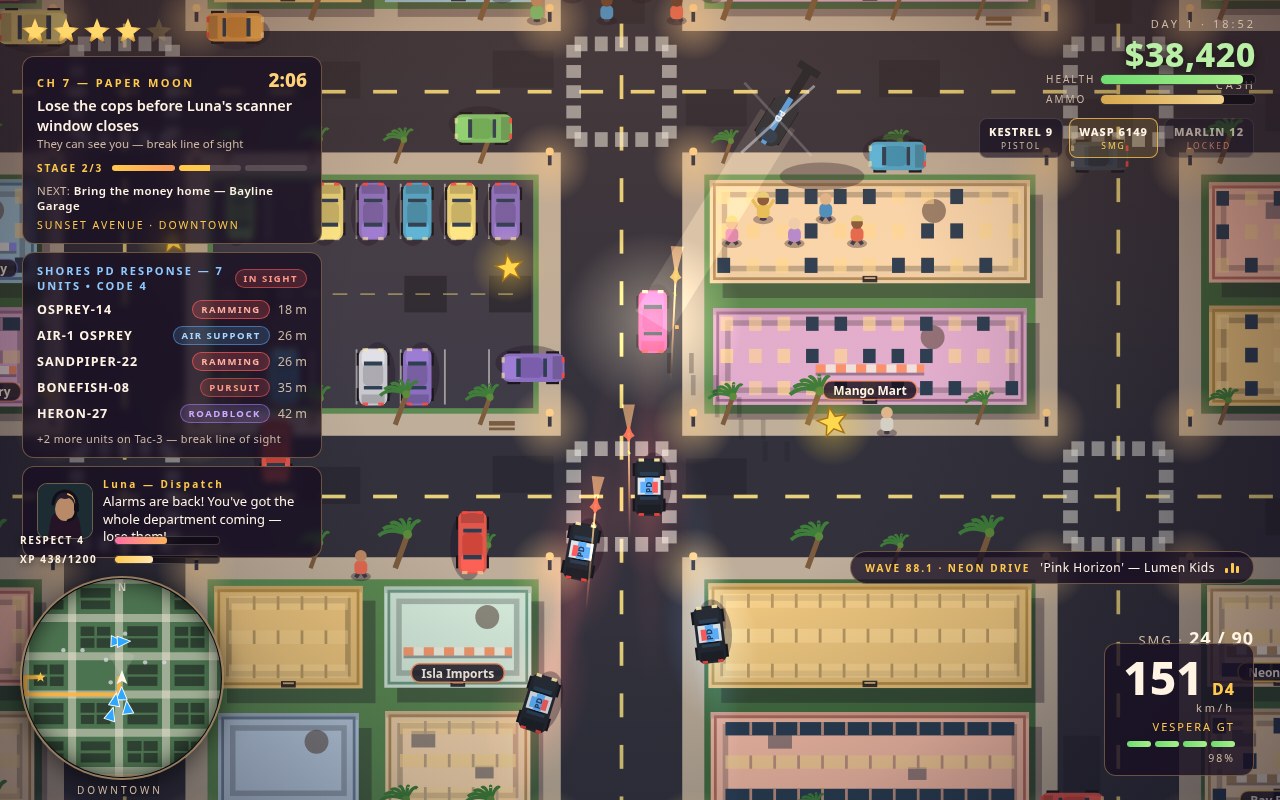 CH 7 — PAPER MOON 2:06
Lose the cops before Luna's scanner
window closes
They can see you — break line of sight
STAGE 2/3
NEXT: Bring the money home — Bayline
Garage
SUNSET AVENUE · DOWNTOWN
SHORES PD RESPONSE — 7
UNITS • CODE 4
IN SIGHT
OSPREY-14 RAMMING 18 m
AIR-1 OSPREY AIR SUPPORT 26 m
SANDPIPER-22 RAMMING 26 m
BONEFISH-08 PURSUIT 35 m
HERON-27 ROADBLOCK 42 m
+2 more units on Tac-3 — break line of sight
Luna — Dispatch
Alarms are back! You've got the
whole department coming —
lose them!
RESPECT 4
XP 438/1200
N
DOWNTOWN
DAY 1 · 18:52
$38,420
CASH
HEALTH
AMMO
KESTREL 9
PISTOL
WASP 6149
SMG
MARLIN 12
LOCKED
Mango Mart
PD
PD
PD
PD
Isla Imports
WAVE 88.1 · NEON DRIVE 'Pink Horizon' — Lumen Kids
SMG · 24 / 90
151 D4
km/h
VESPERA GT
98%
Neon